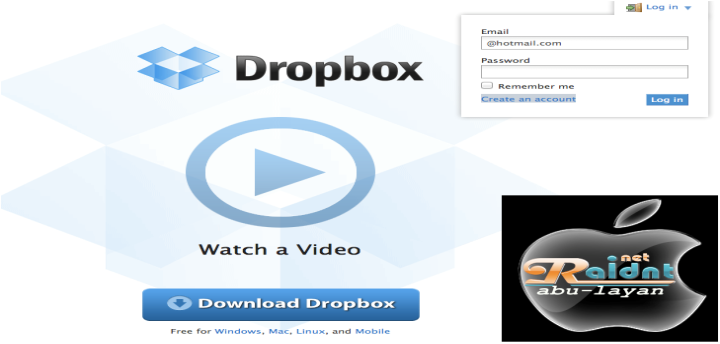 Log in
Email
@hotmail.com
Password
Remember me
Create an account
Log in
Dropbox
Watch a Video
Download Dropbox
Free for Windows, Mac, Linux, and Mobile
net
Raidnt
abu-layan